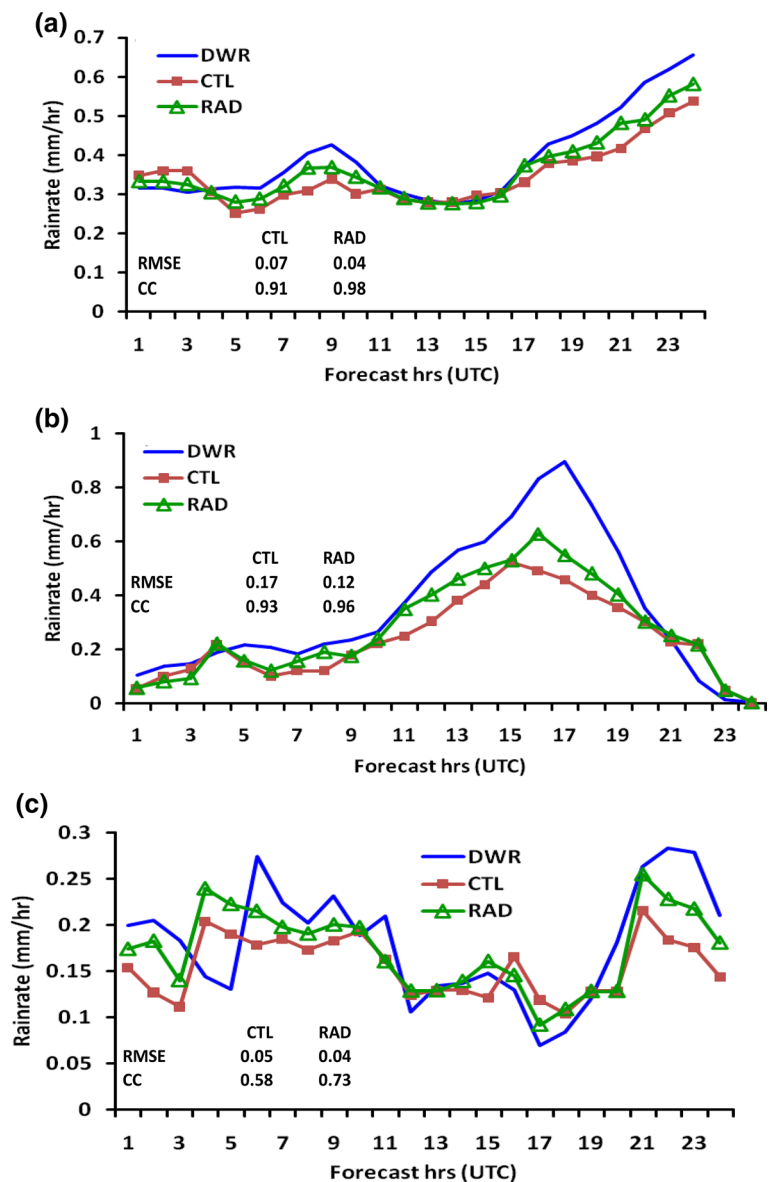 (a)
0.7
0.6
0.5
0.4
0.3
0.2
0.1
0
Rainrate (mm/hr)
DWR
CTL
RAD
CTL RAD
RMSE 0.07 0.04
CC 0.91 0.98
1 3 5 7 9 11 13 15 17 19 21 23
Forecast hrs (UTC)
(b)
1
0.8
0.6
0.4
0.2
0
Rainrate (mm/hr)
DWR
CTL
RAD
CTL RAD
RMSE 0.17 0.12
CC 0.93 0.96
1 3 5 7 9 11 13 15 17 19 21 23
Forecast hrs (UTC)
(c)
0.3
0.25
0.2
0.15
0.1
0.05
0
Rainrate (mm/hr)
DWR
CTL
RAD
CTL RAD
RMSE 0.05 0.04
CC 0.58 0.73
1 3 5 7 9 11 13 15 17 19 21 23
Forecast hrs (UTC)